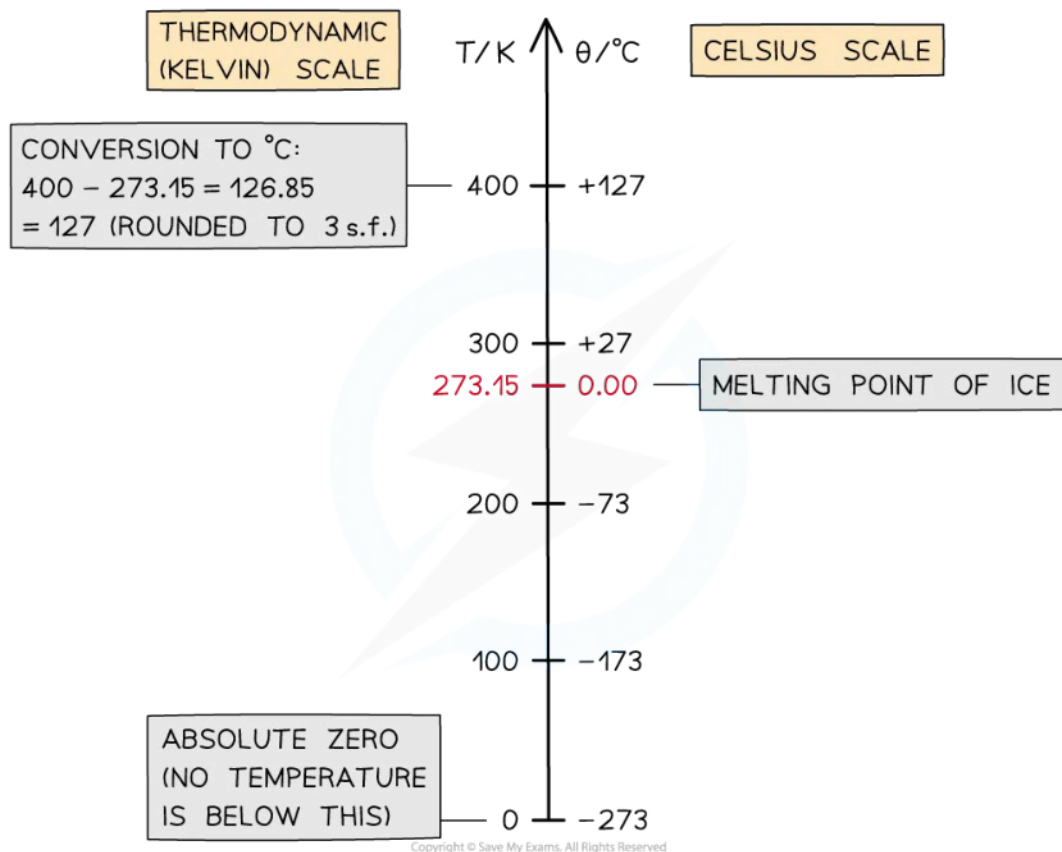 THERMODYNAMIC
(KELVIN) SCALE
T/K θ/°C
CELSIUS SCALE
CONVERSION TO °C:
400 – 273.15 = 126.85
= 127 (ROUNDED TO 3 s.f.)
400 +127
300 +27
273.15 0.00
MELTING POINT OF ICE
200 –73
100 –173
ABSOLUTE ZERO
(NO TEMPERATURE
IS BELOW THIS)
0 –273
Copyright © Save My Exams. All Rights Reserved